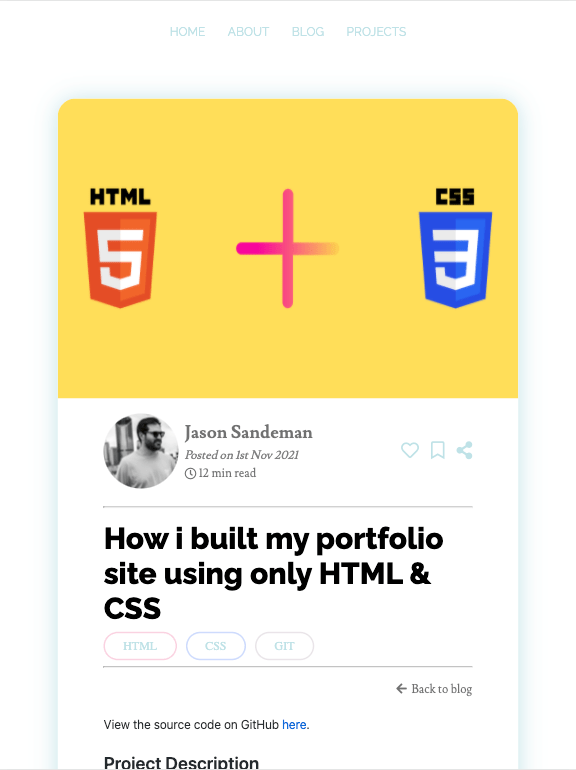 HOME ABOUT BLOG PROJECTS
HTML CSS
5 3
Jason Sandeman
Posted on 1st Nov 2021
12 min read
How i built my portfolio
site using only HTML &
CSS
HTML CSS GIT
Back to blog
View the source code on GitHub here.
Project Description